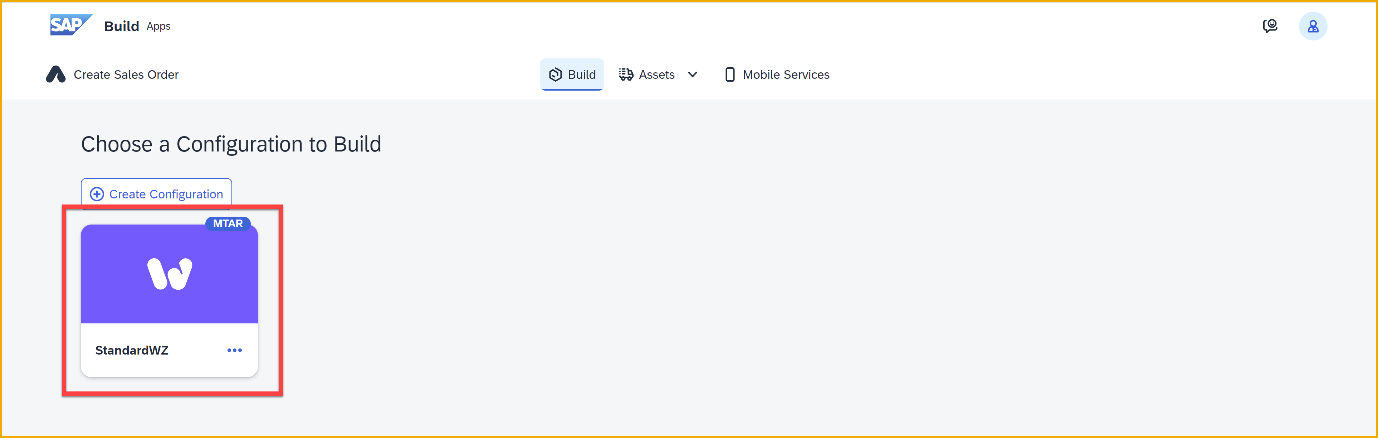 SAP Build Apps
Create Sales Order
Build Assets Mobile Services
Choose a Configuration to Build
Create Configuration
MTAR
W
StandardWZ